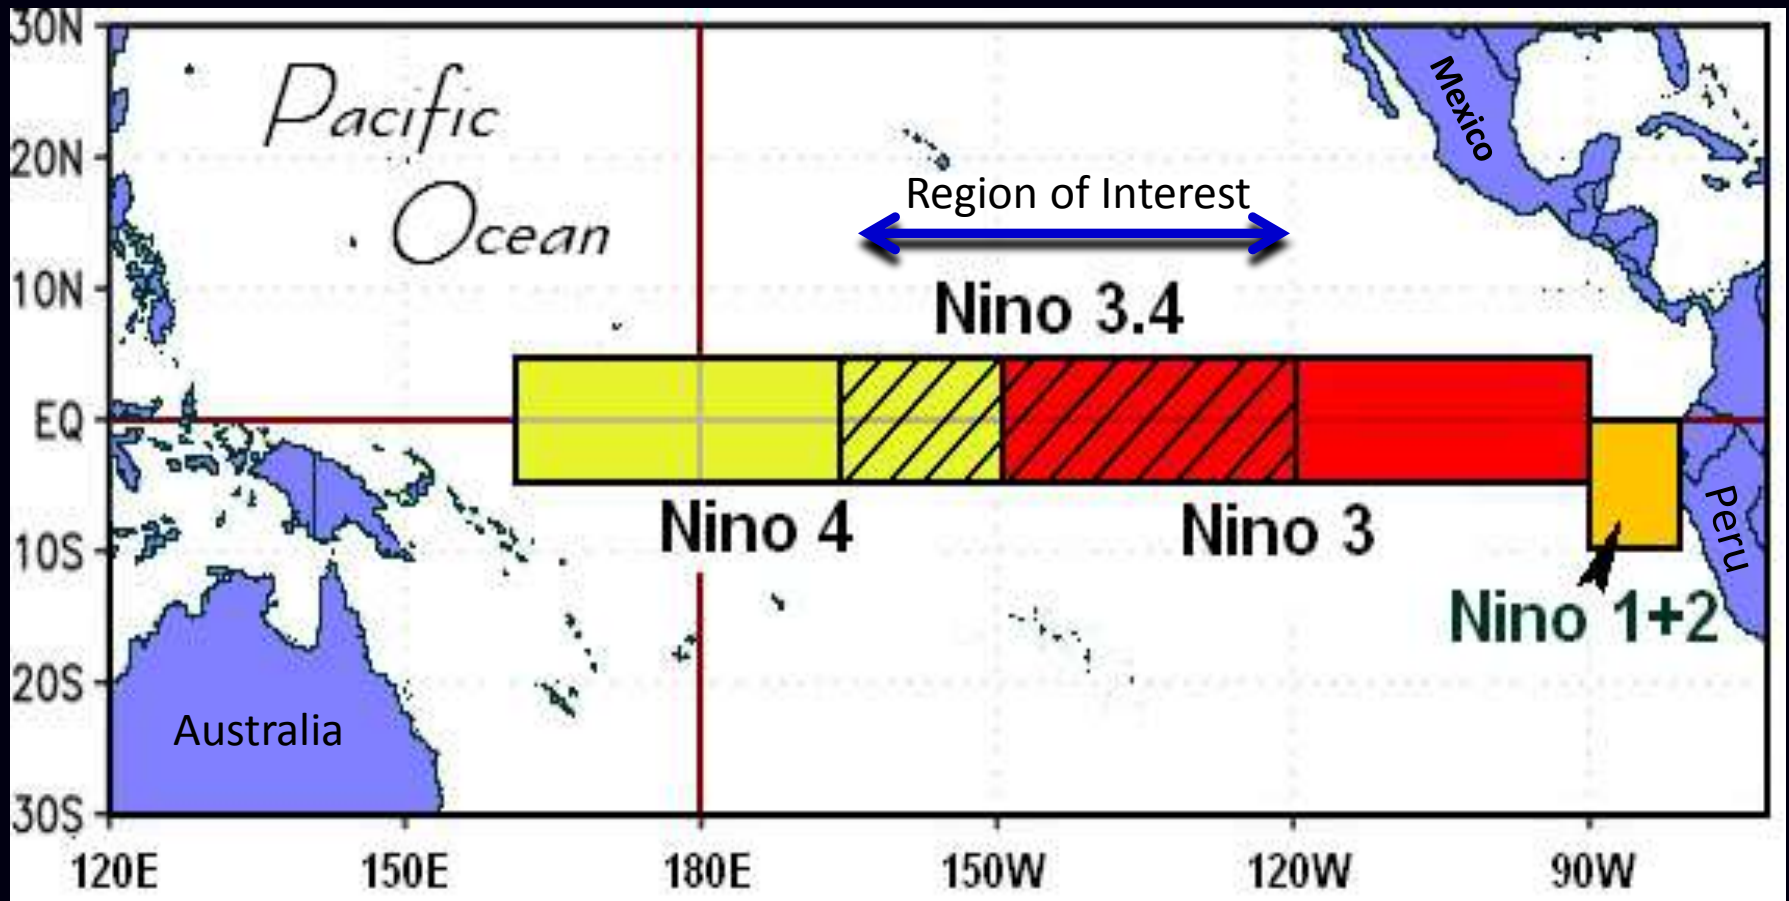 30N
20N
10N
EQ
10S
20S
30S
Pacific
Ocean
Mexico
Region of Interest
Nino 3.4
Nino 4
Nino 3
Peru
Nino 1+2
Australia
120E
150E
180E
150W
120W
90W